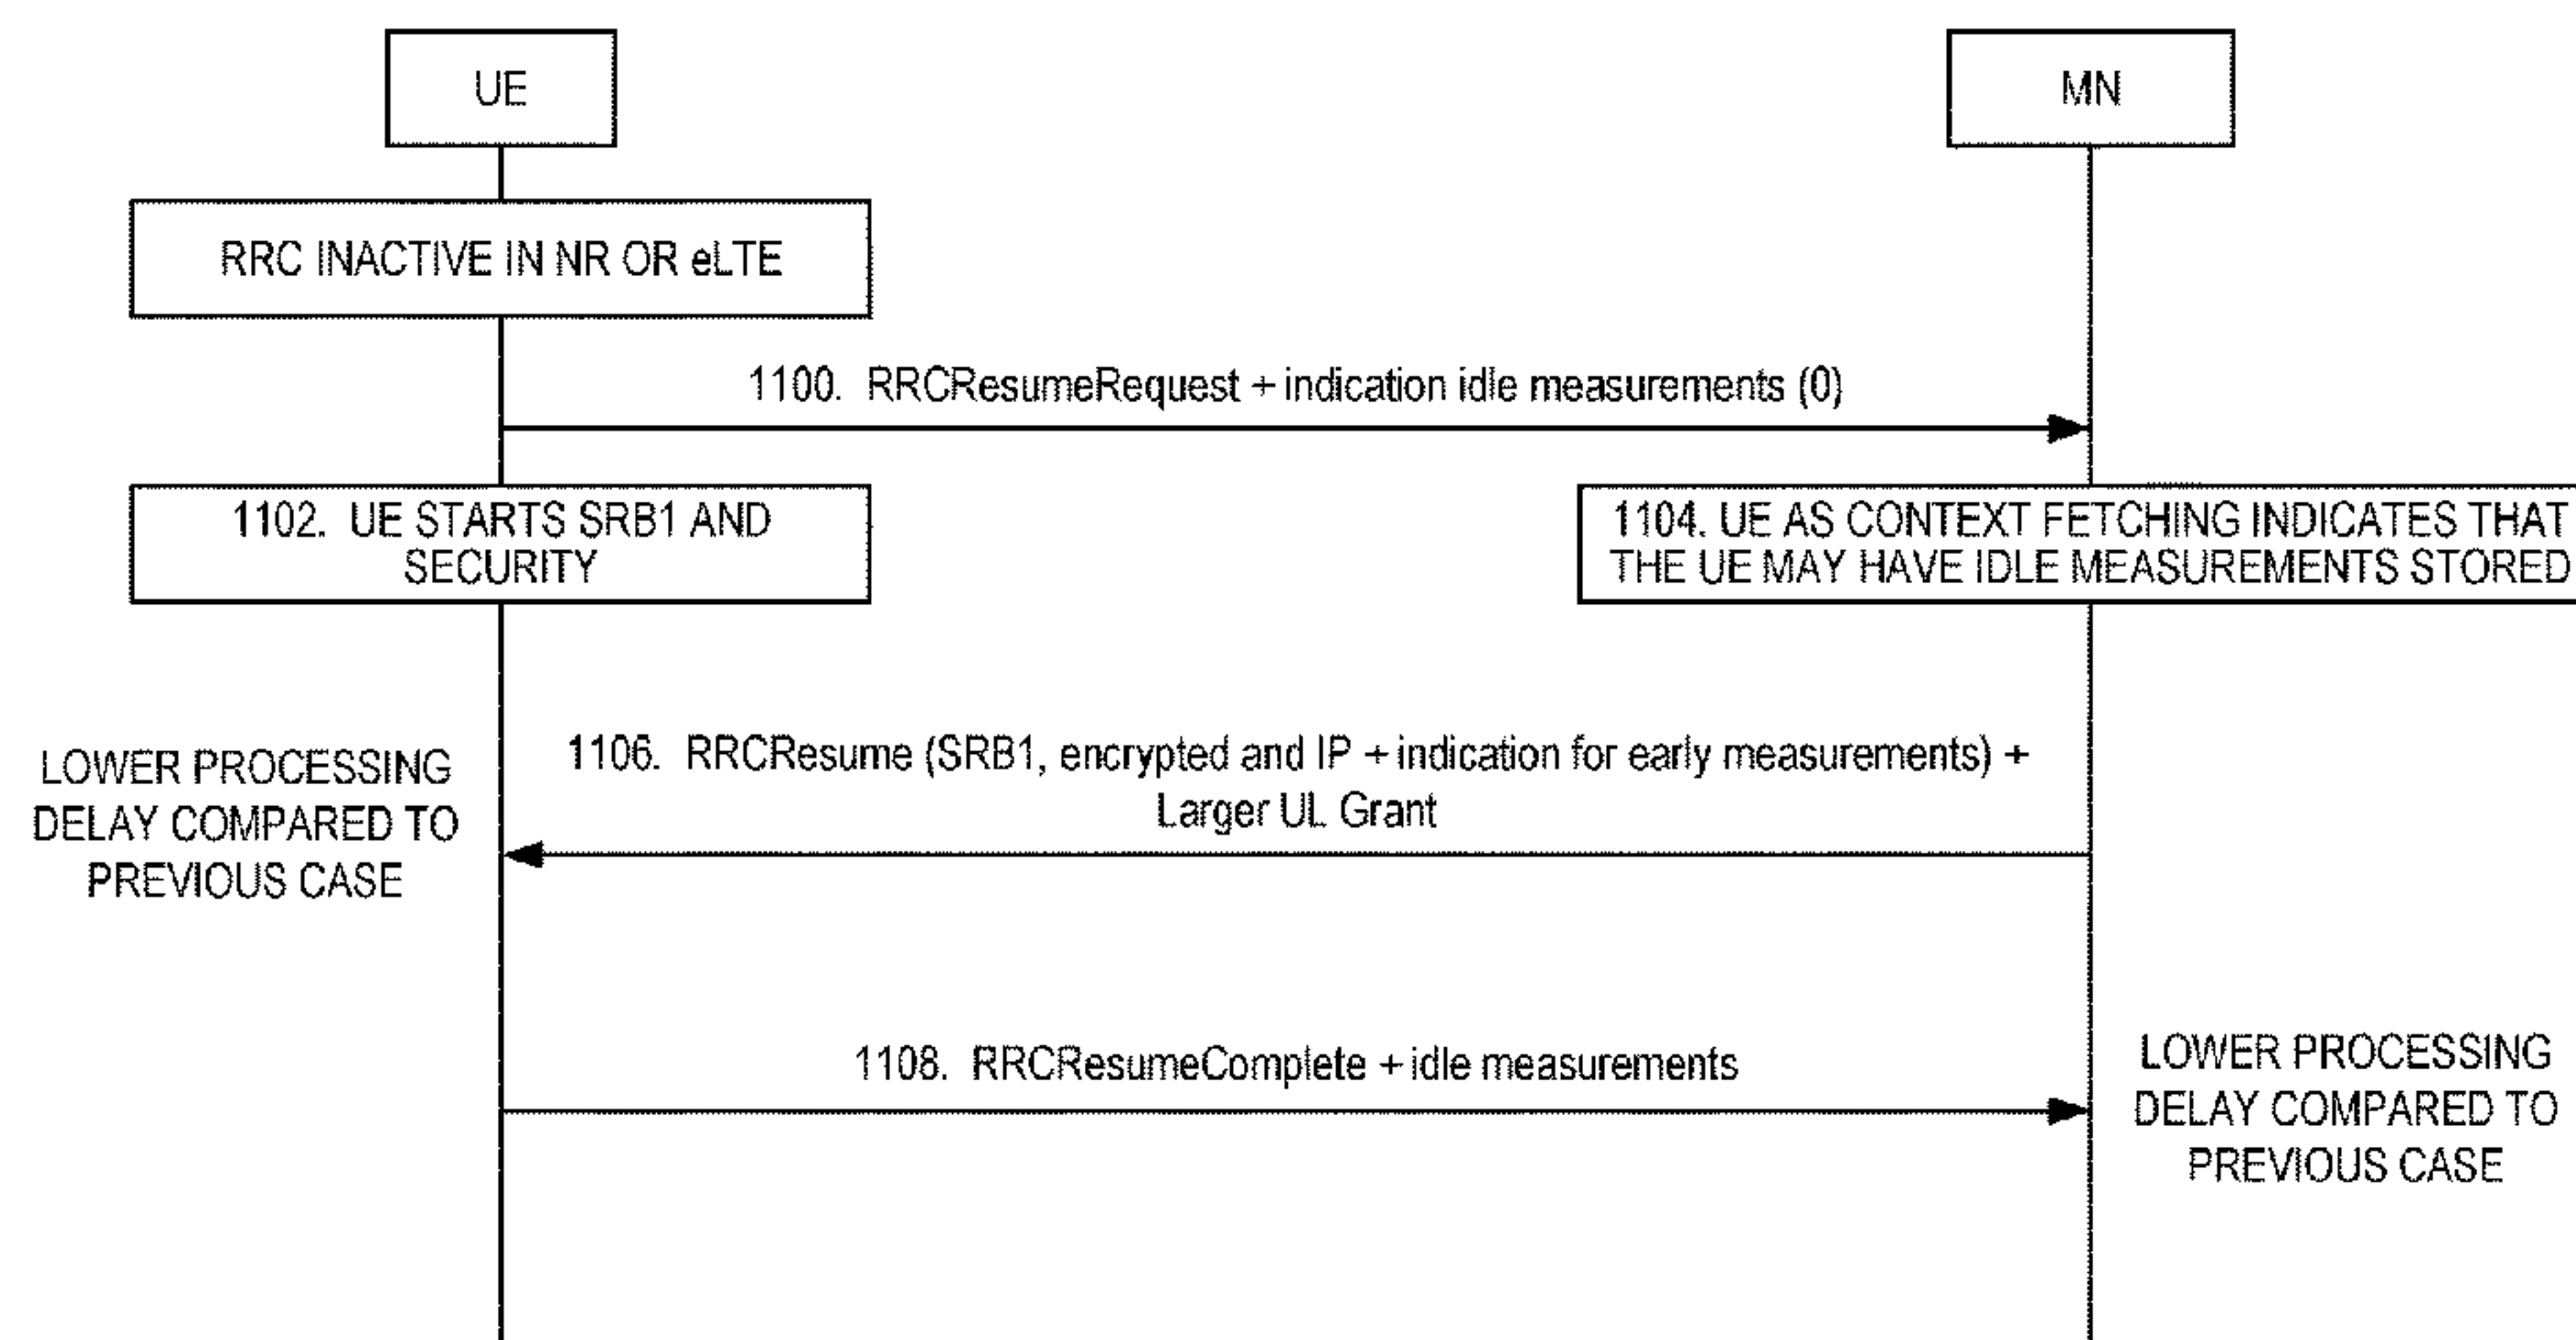 UE
MN
RRC INACTIVE IN NR OR eLTE
1100. RRCResumeRequest + indication idle measurements (0)
1102. UE STARTS SRB1 AND
SECURITY
1104. UE AS CONTEXT FETCHING INDICATES THAT
THE UE MAY HAVE IDLE MEASUREMENTS STORED
LOWER PROCESSING
DELAY COMPARED TO
PREVIOUS CASE
1106. RRCResume (SRB1, encrypted and IP + indication for early measurements) +
Larger UL Grant
1108. RRCResumeComplete + idle measurements
LOWER PROCESSING
DELAY COMPARED TO
PREVIOUS CASE